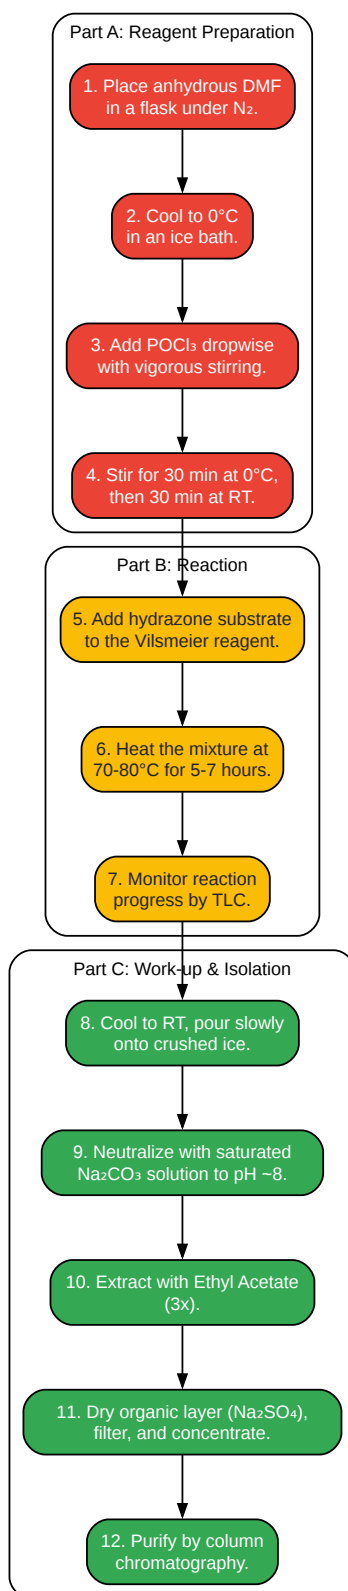 Part A: Reagent Preparation
1. Place anhydrous DMF
in a flask under N₂.
2. Cool to 0°C
in an ice bath.
3. Add POCl₃ dropwise
with vigorous stirring.
4. Stir for 30 min at 0°C,
then 30 min at RT.
Part B: Reaction
5. Add hydrazone substrate
to the Vilsmeier reagent.
6. Heat the mixture at
70-80°C for 5-7 hours.
7. Monitor reaction
progress by TLC.
Part C: Work-up & Isolation
8. Cool to RT, pour slowly
onto crushed ice.
9. Neutralize with saturated
Na₂CO₃ solution to pH ~8.
10. Extract with Ethyl Acetate
(3x).
11. Dry organic layer (Na₂SO₄),
filter, and concentrate.
12. Purify by column
chromatography.